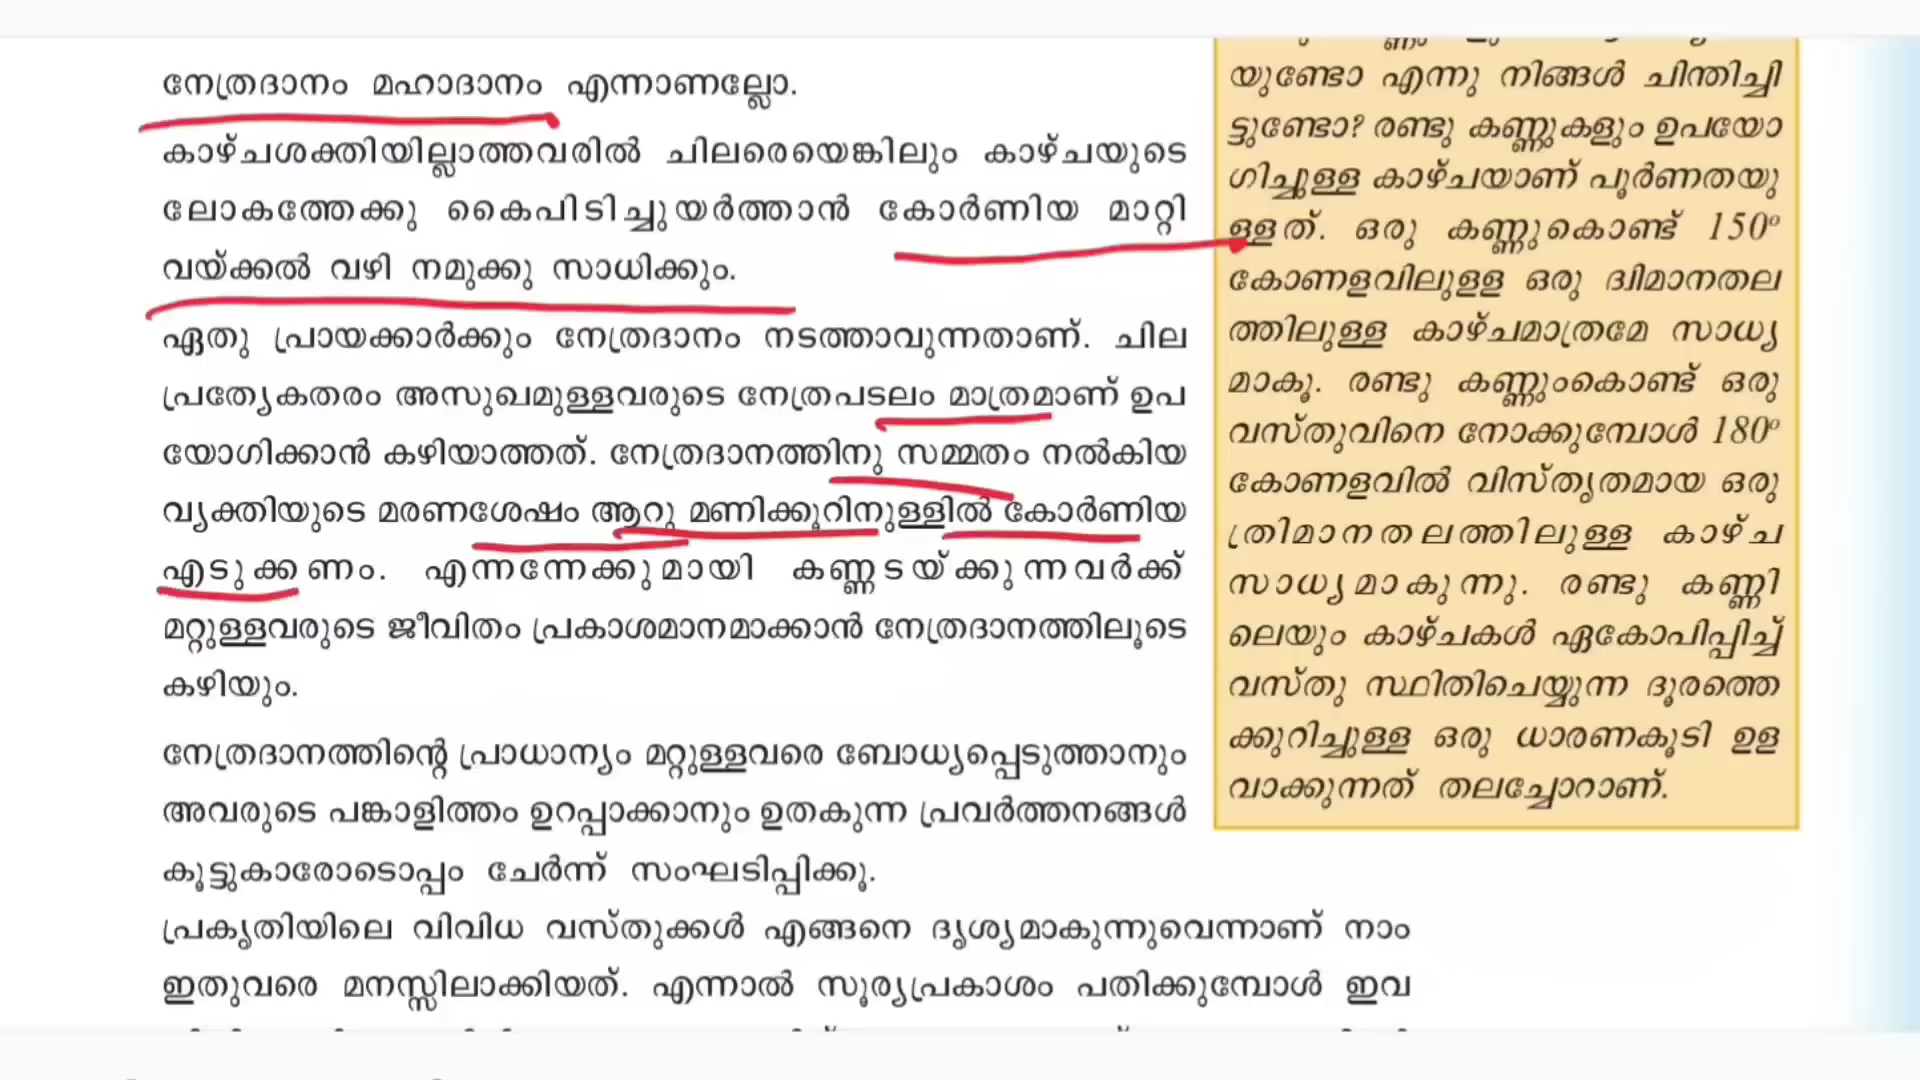 നേത്രദാനം മഹാദാനം എന്നാണല്ലോ.
കാഴ്ചശക്തിയില്ലാത്തവരിൽ ചിലരെയെങ്കിലും കാഴ്ചയുടെ
ലോകത്തേക്കു കൈപിടിച്ചുയർത്താൻ കോർണിയ മാറ്റി
വയ്ക്കൽ വഴി നമുക്കു സാധിക്കും.
ഏതു പ്രായക്കാർക്കും നേത്രദാനം നടത്താവുന്നതാണ്. ചില
പ്രത്യേകതരം അസുഖമുള്ളവരുടെ നേത്രപടലം മാത്രമാണ് ഉപ
യോഗിക്കാൻ കഴിയാത്തത്. നേത്രദാനത്തിനു സമ്മതം നൽകിയ
വ്യക്തിയുടെ മരണശേഷം ആറു മണിക്കൂറിനുള്ളിൽ കോർണിയ
എടുക്കണം. എന്നന്നേക്കുമായി കണ്ണടയ്ക്കുന്നവർക്ക്
മറ്റുള്ളവരുടെ ജീവിതം പ്രകാശമാനമാക്കാൻ നേത്രദാനത്തിലൂടെ
കഴിയും.
നേത്രദാനത്തിന്റെ പ്രാധാന്യം മറ്റുള്ളവരെ ബോധ്യപ്പെടുത്താനും
അവരുടെ പങ്കാളിത്തം ഉറപ്പാക്കാനും ഉതകുന്ന പ്രവർത്തനങ്ങൾ
കൂട്ടുകാരോടൊപ്പം ചേർന്ന് സംഘടിപ്പിക്കൂ.
പ്രകൃതിയിലെ വിവിധ വസ്തുക്കൾ എങ്ങനെ ദൃശ്യമാകുന്നുവെന്നാണ് നാം
ഇതുവരെ മനസ്സിലാക്കിയത്. എന്നാൽ സൂര്യപ്രകാശം പതിക്കുമ്പോൾ ഇവ
യുണ്ടോ എന്നു നിങ്ങൾ ചിന്തിച്ചി
ട്ടുണ്ടോ? രണ്ടു കണ്ണുകളും ഉപയോ
ഗിച്ചുള്ള കാഴ്ചയാണ് പൂർണതയു
ള്ളത്. ഒരു കണ്ണുകൊണ്ട് 150°
കോണളവിലുള്ള ഒരു ദ്വിമാനതല
ത്തിലുള്ള കാഴ്ചമാത്രമേ സാധ്യ
മാകൂ. രണ്ടു കണ്ണുംകൊണ്ട് ഒരു
വസ്തുവിനെ നോക്കുമ്പോൾ 180°
കോണളവിൽ വിസ്തൃതമായ ഒരു
ത്രിമാനതലത്തിലുള്ള കാഴ്ച
സാധ്യമാകുന്നു. രണ്ടു കണ്ണി
ലെയും കാഴ്ചകൾ ഏകോപിപ്പിച്ച്
വസ്തു സ്ഥിതിചെയ്യുന്ന ദൂരത്തെ
ക്കുറിച്ചുള്ള ഒരു ധാരണകൂടി ഉള
വാക്കുന്നത് തലച്ചോറാണ്.